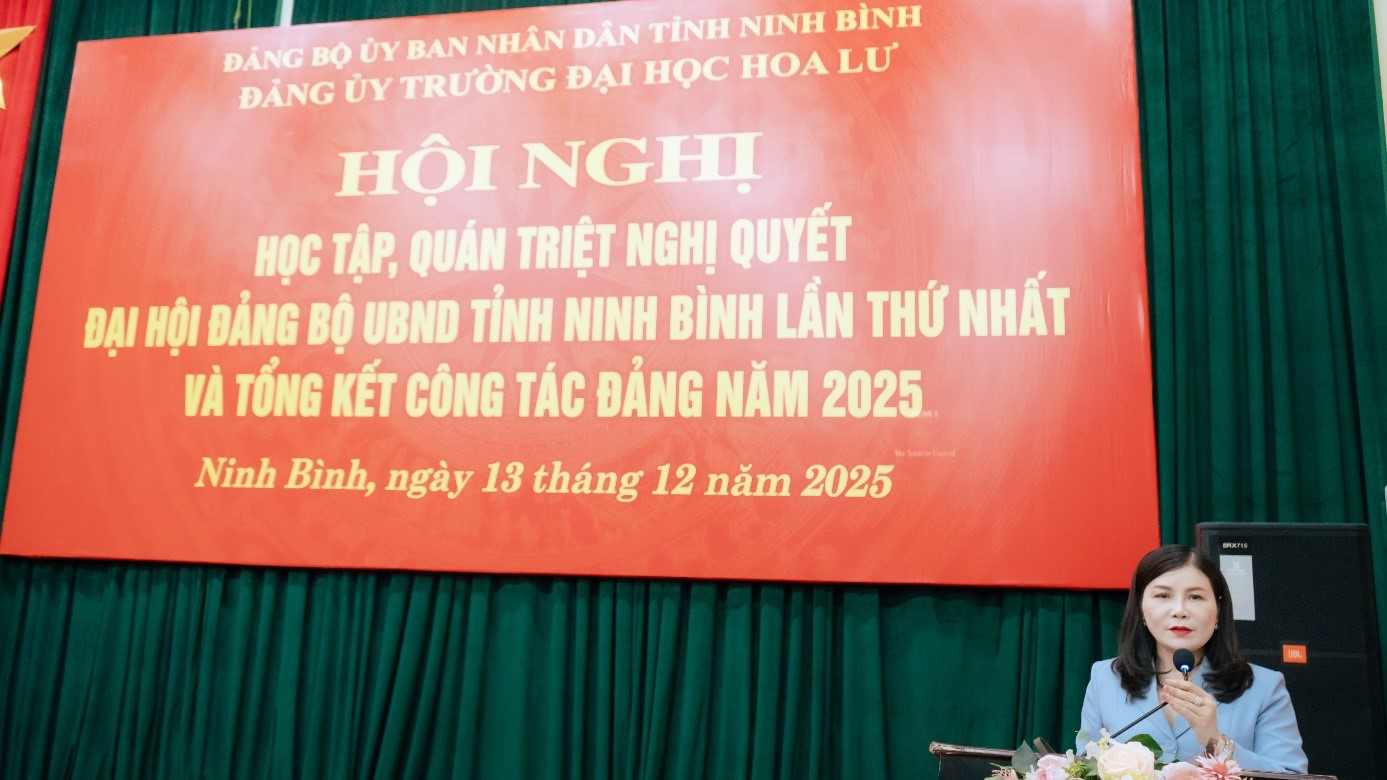 ĐẢNG BỘ ỦY BAN NHÂN DÂN TỈNH NINH BÌNH
ĐẢNG ỦY TRƯỜNG ĐẠI HỌC HOA LƯ
HỘI NGHỊ
HỌC TẬP, QUÁN TRIỆT NGHỊ QUYẾT
ĐẠI HỘI ĐẢNG BỘ UBND TỈNH NINH BÌNH LẦN THỨ NHẤT
VÀ TỔNG KẾT CÔNG TÁC ĐẢNG NĂM 2025
Ninh Bình, ngày 13 tháng 12 năm 2025
SRX715
JBL